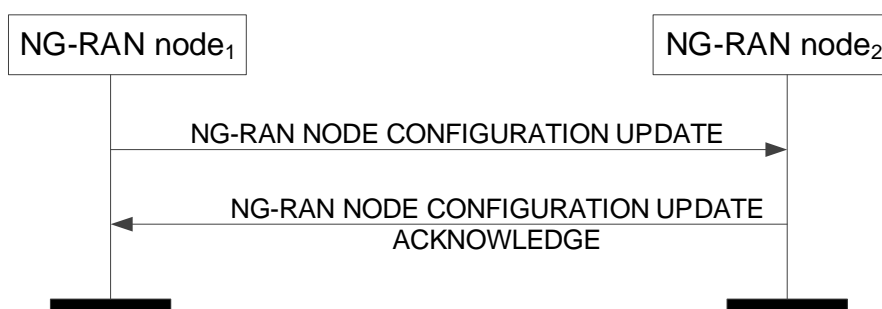 NG-RAN node₁
NG-RAN node₂
NG-RAN NODE CONFIGURATION UPDATE
NG-RAN NODE CONFIGURATION UPDATE
ACKNOWLEDGE